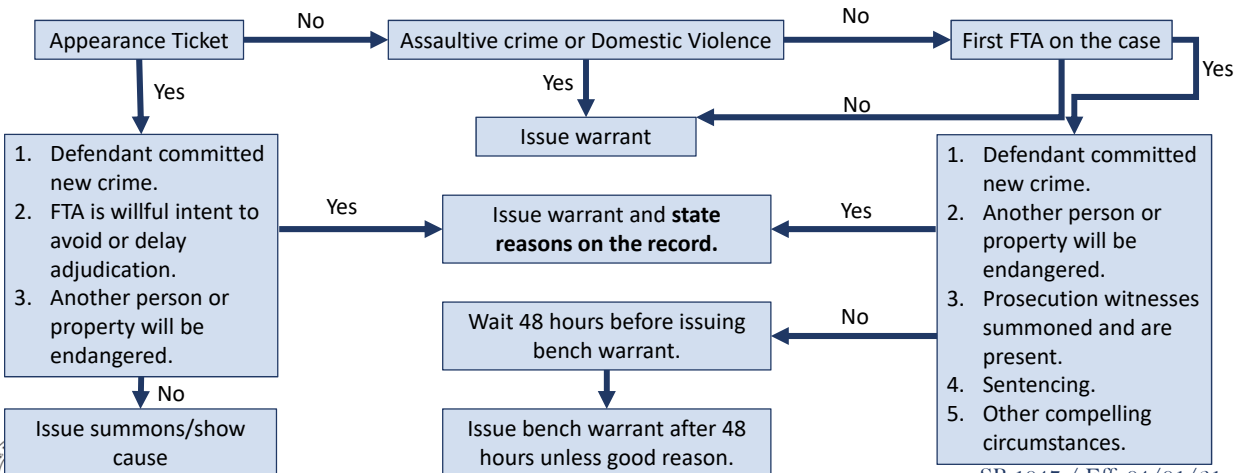 No
No
Appearance Ticket
Assaultive crime or Domestic Violence
First FTA on the case
Yes
Yes
Yes
No
Issue warrant
1. Defendant committed
new crime.
2. FTA is willful intent to
avoid or delay
adjudication.
3. Another person or
property will be
endangered.
Yes
Issue warrant and state
reasons on the record.
Yes
1. Defendant committed
new crime.
2. Another person or
property will be
endangered.
3. Prosecution witnesses
summoned and are
present.
4. Sentencing.
5. Other compelling
circumstances.
Wait 48 hours before issuing
bench warrant.
No
No
Issue summons/show
cause
Issue bench warrant after 48
hours unless good reason.